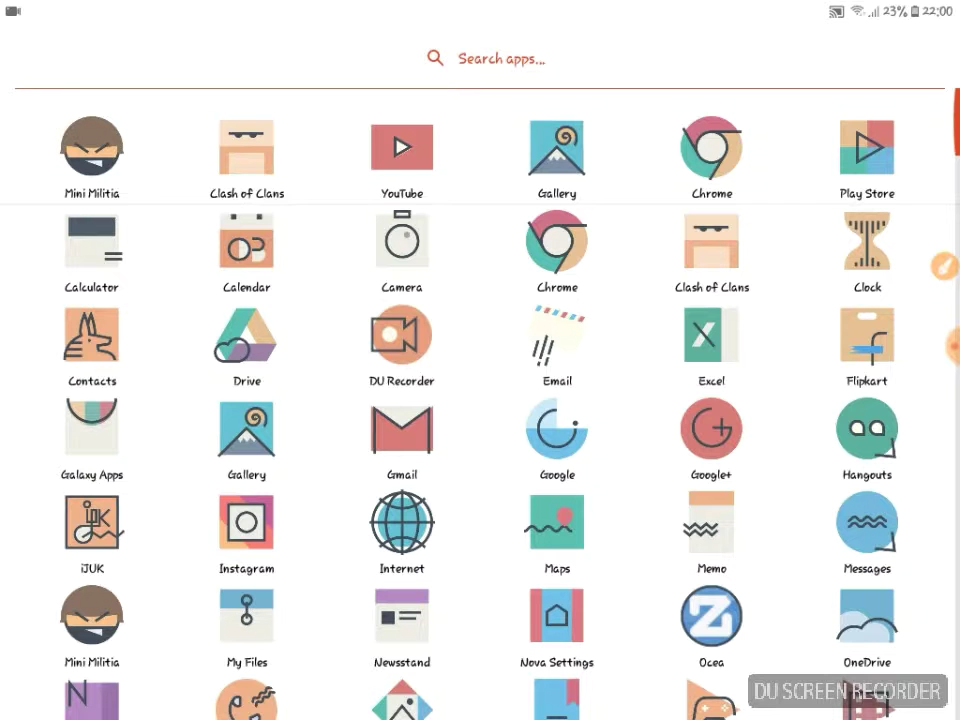 23% 22:00
Search apps...
Mini Militia Clash of Clans YouTube Gallery Chrome Play Store
Calculator Calendar Camera Chrome Clash of Clans Clock
Contacts Drive DU Recorder Email Excel Flipkart
Galaxy Apps Gallery Gmail Google Google+ Hangouts
iJUK Instagram Internet Maps Memo Messages
Mini Militia My Files Newsstand Nova Settings Ocea OneDrive
DU SCREEN RECORDER